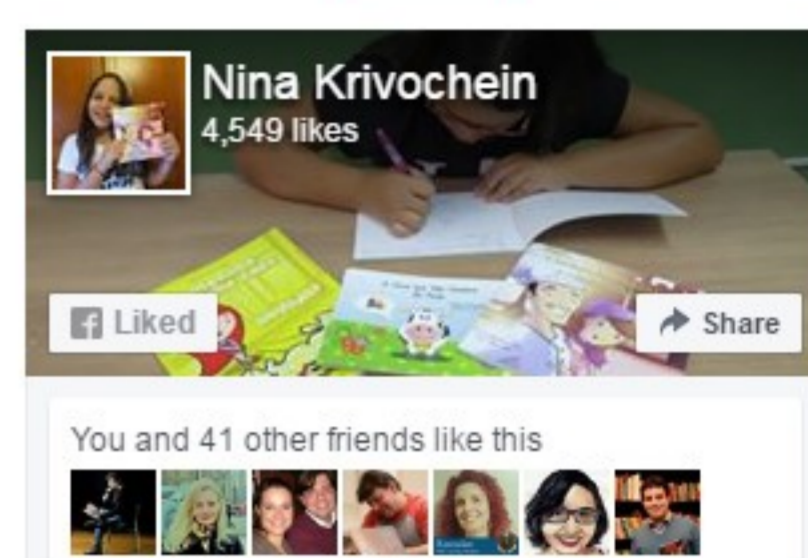 Nina Krivochein
4,549 likes
Liked
Share
You and 41 other friends like this